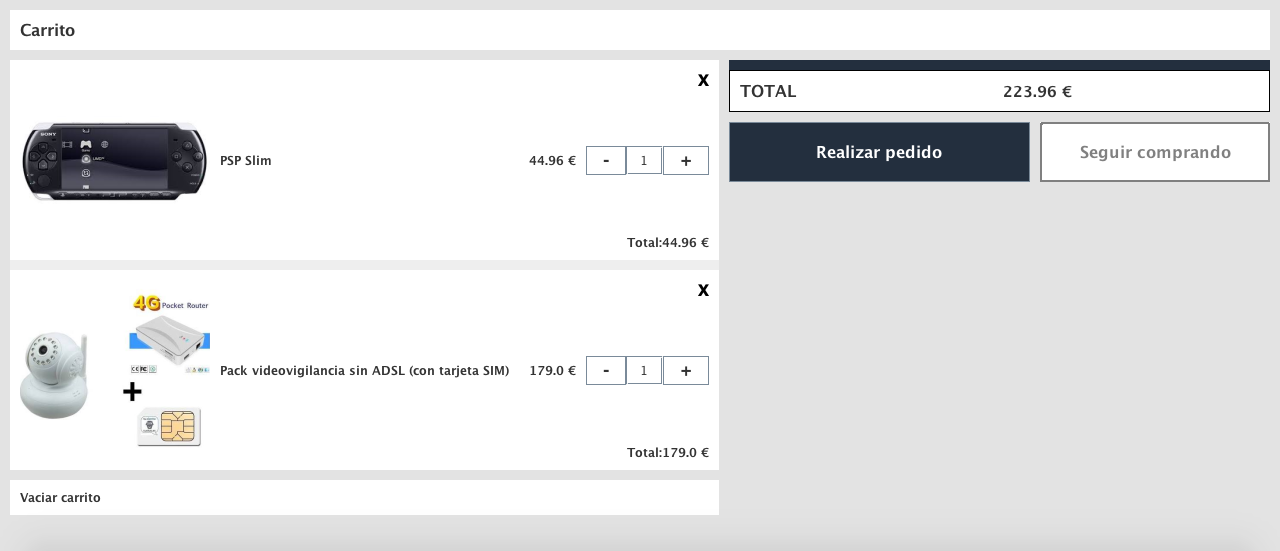 Carrito
X
SONY
PSP Slim
44.96 €
-
1
+
Total:44.96 €
X
4G Pocket Router
+
Pack videovigilancia sin ADSL (con tarjeta SIM)
179.0 €
-
1
+
Total:179.0 €
Vaciar carrito
TOTAL
223.96 €
Realizar pedido
Seguir comprando